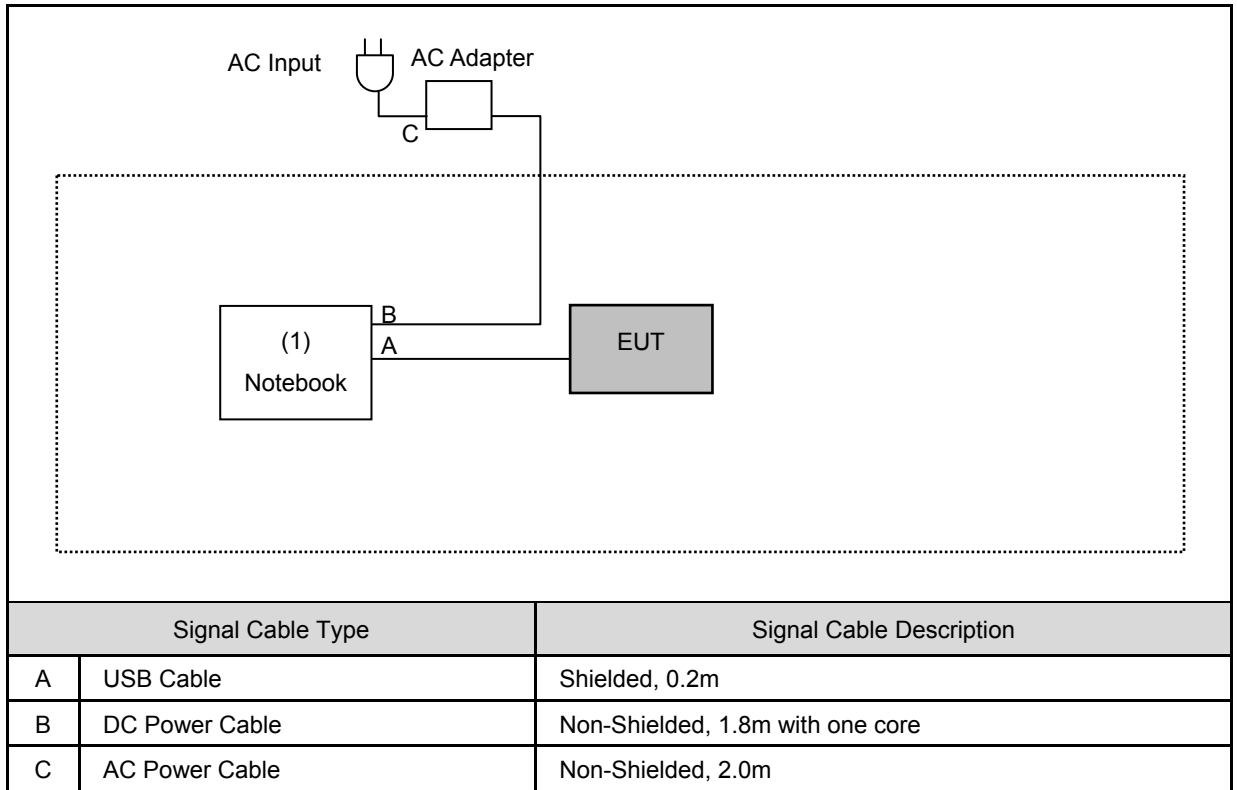 AC Input AC Adapter
C
B
(1) A EUT
Notebook
Signal Cable Type Signal Cable Description
A USB Cable Shielded, 0.2m
B DC Power Cable Non-Shielded, 1.8m with one core
C AC Power Cable Non-Shielded, 2.0m